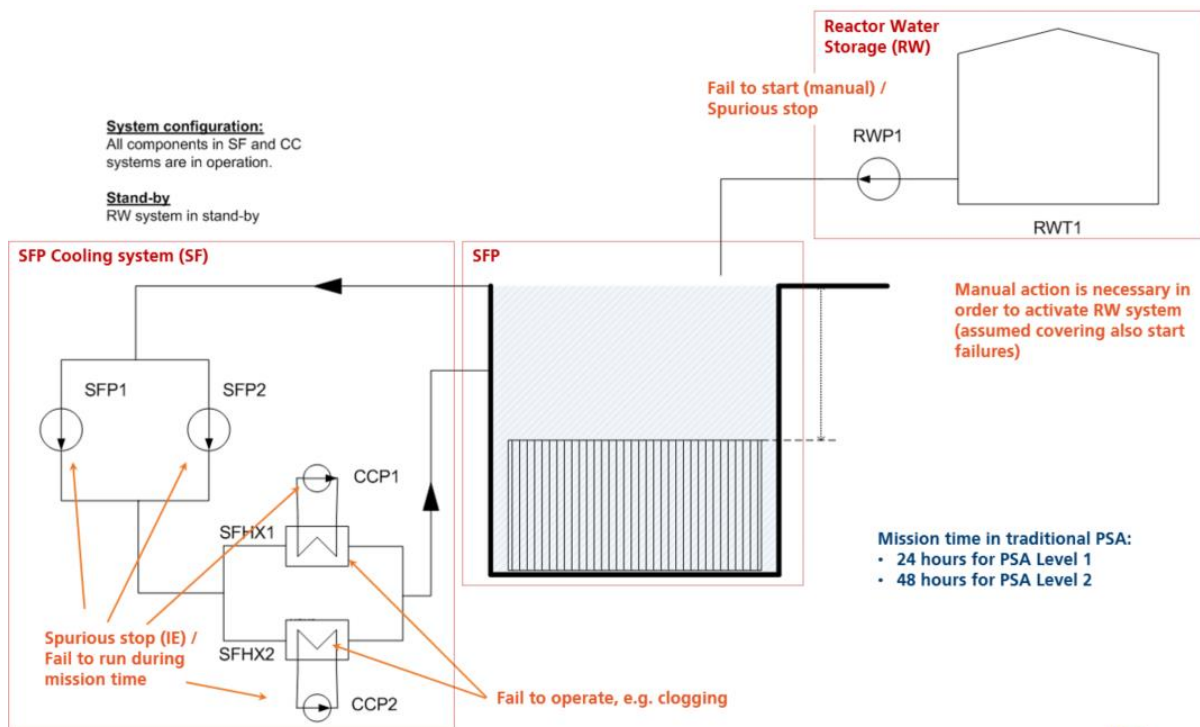 Reactor Water
Storage (RW)
Fail to start (manual) /
Spurious stop
RWP1
RWT1
System configuration:
All components in SF and CC
systems are in operation.
Stand-by
RW system in stand-by
SFP Cooling system (SF)
SFP
Manual action is necessary in
order to activate RW system
(assumed covering also start
failures)
SFP1
SFP2
CCP1
SFHX1
SFHX2
CCP2
Spurious stop (IE) /
Fail to run during
mission time
Fail to operate, e.g. clogging
Mission time in traditional PSA:
• 24 hours for PSA Level 1
• 48 hours for PSA Level 2